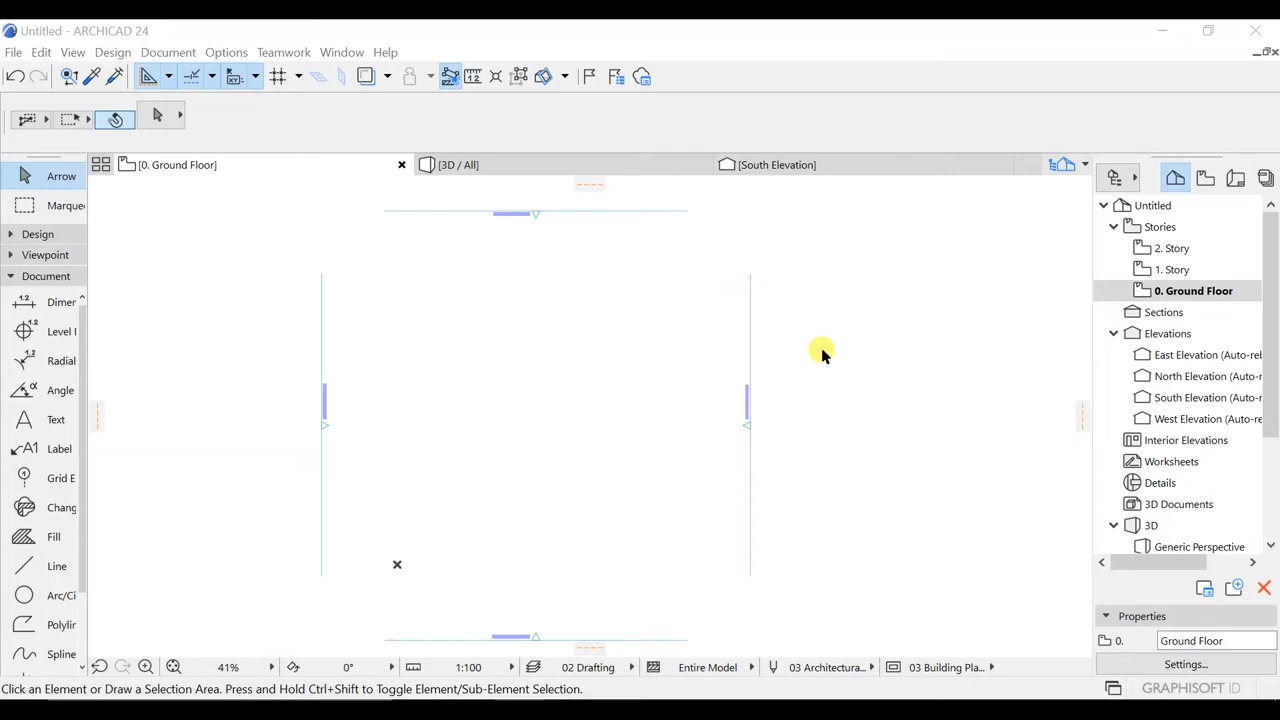 Untitled - ARCHICAD 24
File Edit View Design Document Options Teamwork Window Help
[0. Ground Floor] [3D / All] [South Elevation]
Arrow
Marque
Design
Viewpoint
Document
Dimer
Level I
Radial
Angle
Text
Label
Grid E
Chang
Fill
Line
Arc/Ci
Polylin
Spline
Untitled
Stories
2. Story
1. Story
0. Ground Floor
Sections
Elevations
East Elevation (Auto-reb
North Elevation (Auto-r
South Elevation (Auto-re
West Elevation (Auto-re
Interior Elevations
Worksheets
Details
3D Documents
3D
Generic Perspective
Properties
0. Ground Floor
Settings...
41% 0° 1:100 02 Drafting Entire Model 03 Architectura... 03 Building Pla...
Click an Element or Draw a Selection Area. Press and Hold Ctrl+Shift to Toggle Element/Sub-Element Selection.
GRAPHISOFT ID